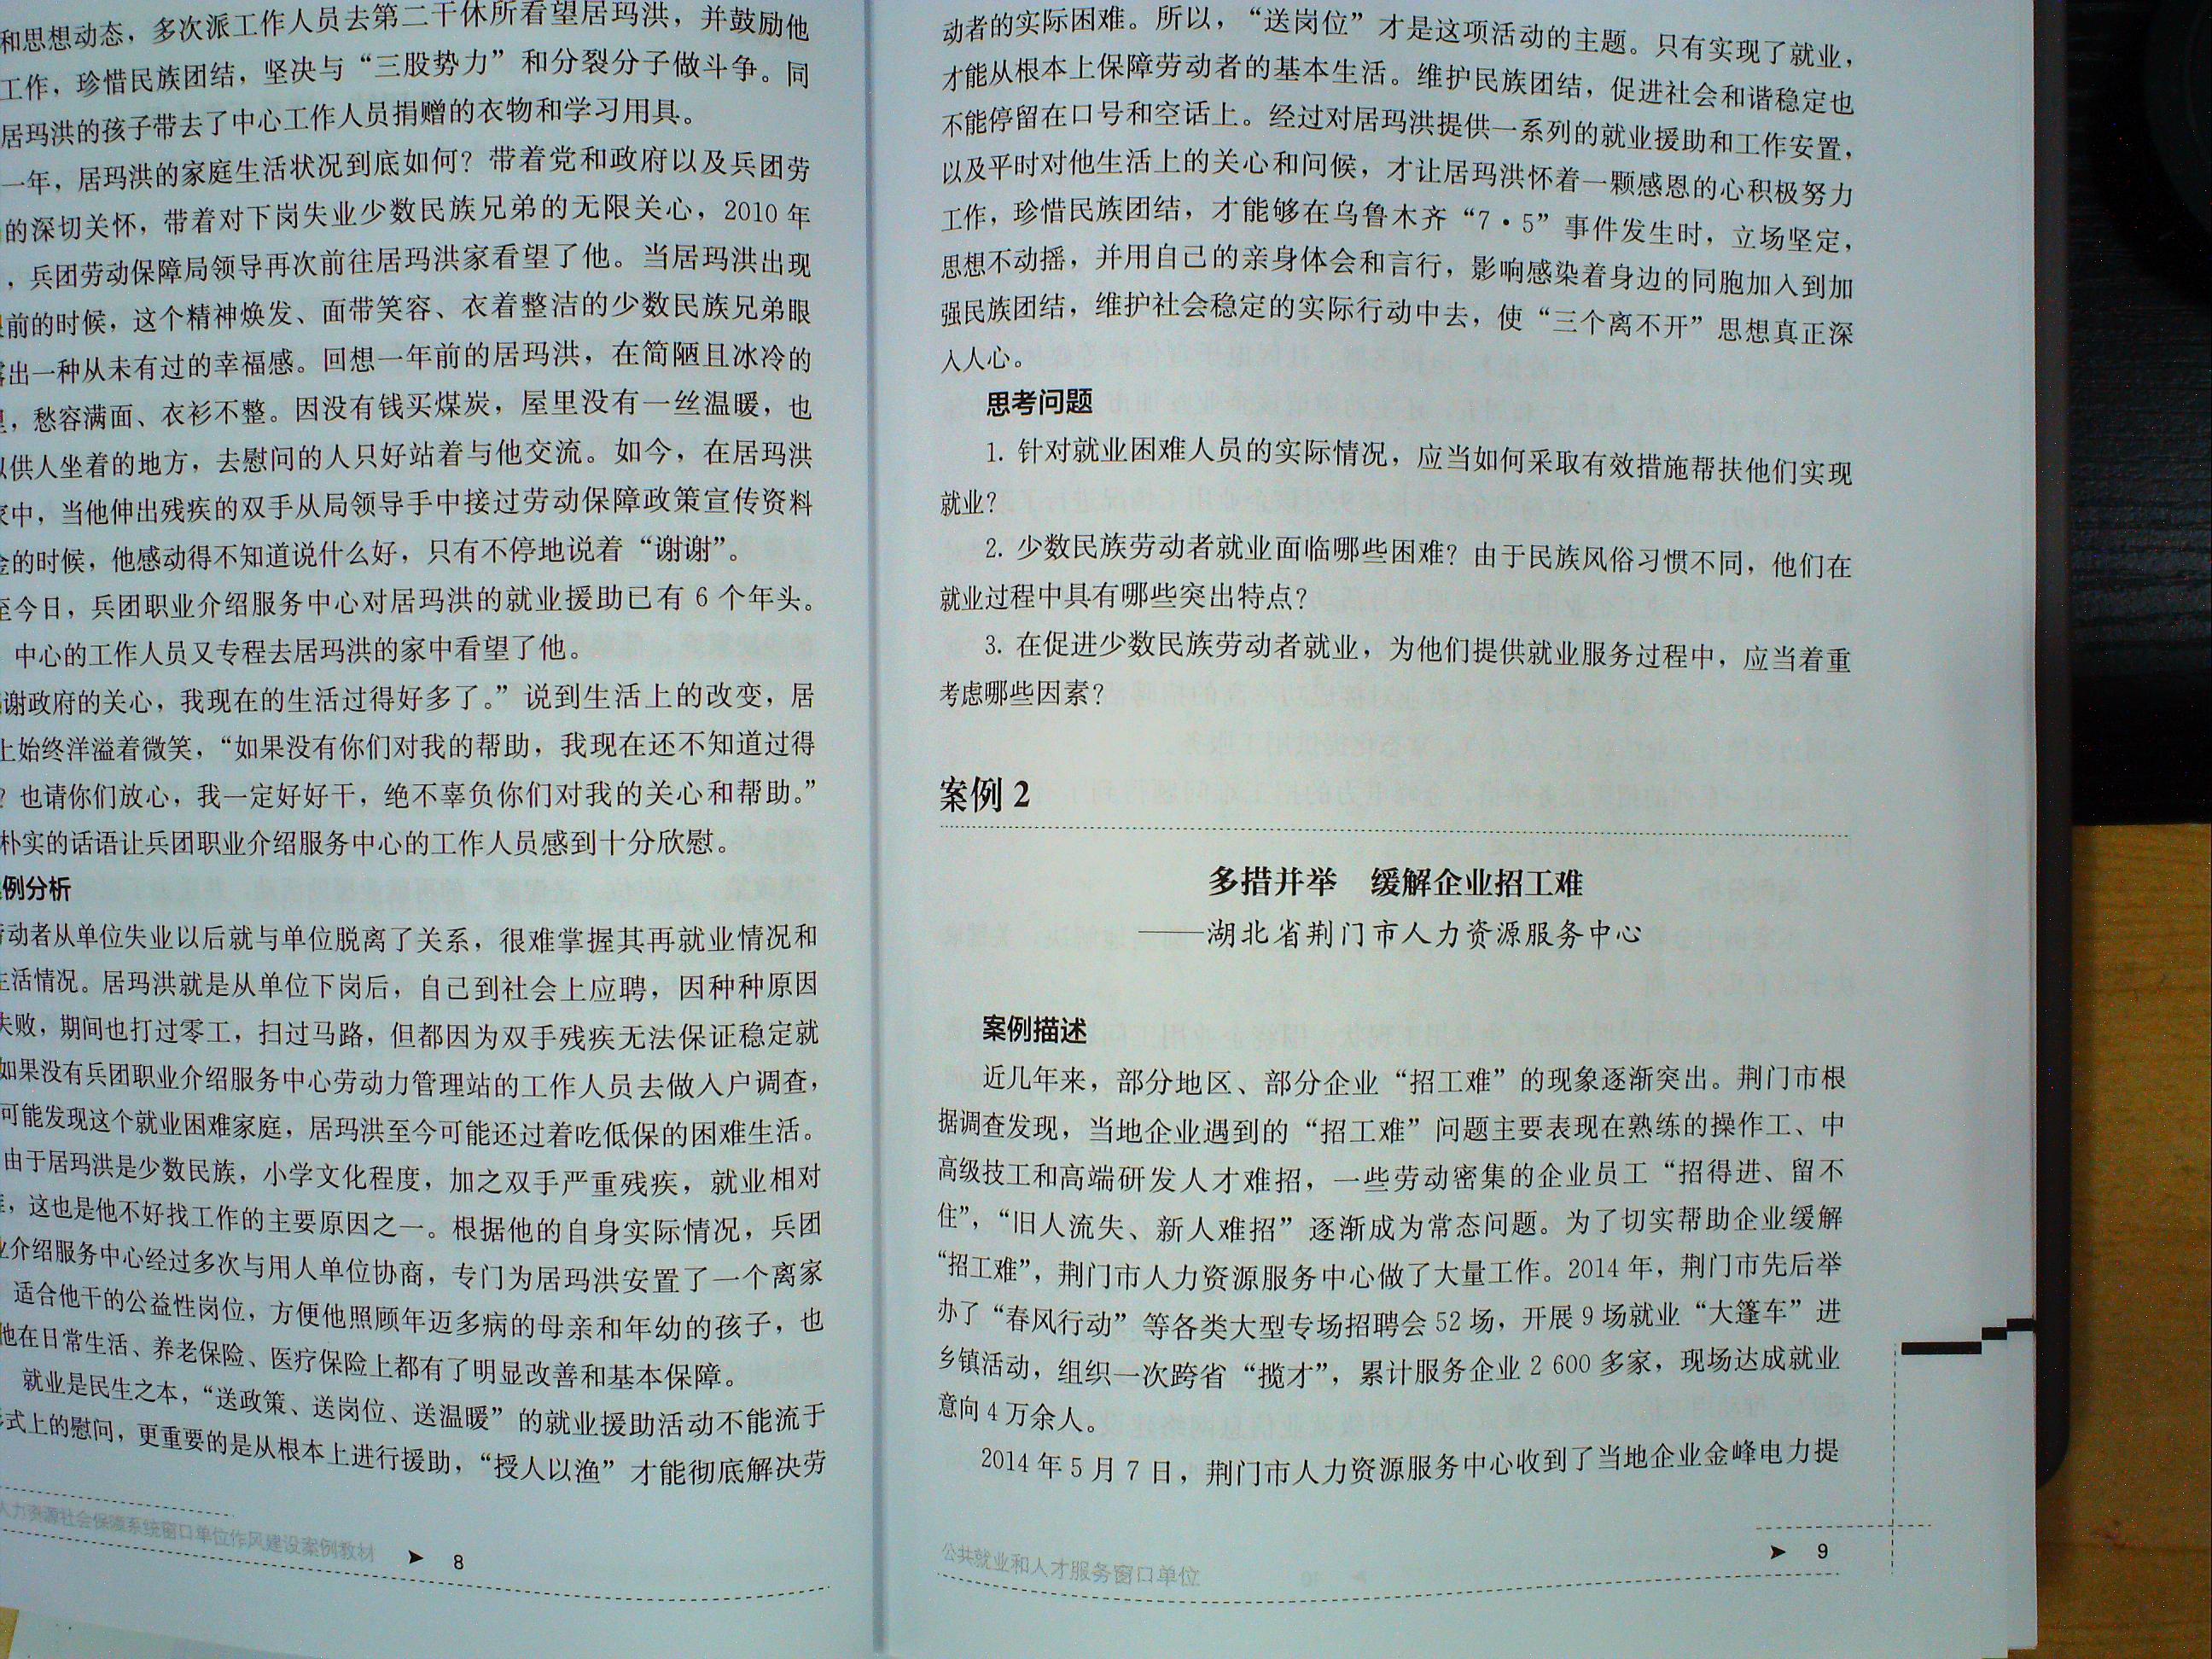 和思想动态，多次派工作人员去第二干休所看望居玛洪，并鼓励他
工作，珍惜民族团结，坚决与“三股势力”和分裂分子做斗争。同
居玛洪的孩子带去了中心工作人员捐赠的衣物和学习用具。
一年，居玛洪的家庭生活状况到底如何？带着党和政府以及兵团劳
的深切关怀，带着对下岗失业少数民族兄弟的无限关心，2010 年
，兵团劳动保障局领导再次前往居玛洪家看望了他。当居玛洪出现
前的时候，这个精神焕发、面带笑容、衣着整洁的少数民族兄弟眼
出一种从未有过的幸福感。回想一年前的居玛洪，在简陋且冰冷的
，愁容满面、衣衫不整。因没有钱买煤炭，屋里没有一丝温暖，也
供人坐着的地方，去慰问的人只好站着与他交流。如今，在居玛洪
中，当他伸出残疾的双手从局领导手中接过劳动保障政策宣传资料
的时候，他感动得不知道说什么好，只有不停地说着“谢谢”。
至今日，兵团职业介绍服务中心对居玛洪的就业援助已有 6 个年头。
中心的工作人员又专程去居玛洪的家中看望了他。
谢政府的关心，我现在的生活过得好多了。”说到生活上的改变，居
上始终洋溢着微笑，“如果没有你们对我的帮助，我现在还不知道过得
？也请你们放心，我一定好好干，绝不辜负你们对我的关心和帮助。”
朴实的话语让兵团职业介绍服务中心的工作人员感到十分欣慰。
例分析
动者从单位失业以后就与单位脱离了关系，很难掌握其再就业情况和
生活情况。居玛洪就是从单位下岗后，自己到社会上应聘，因种种原因
失败，期间也打过零工，扫过马路，但都因为双手残疾无法保证稳定就
如果没有兵团职业介绍服务中心劳动力管理站的工作人员去做入户调查，
可能发现这个就业困难家庭，居玛洪至今可能还过着吃低保的困难生活。
由于居玛洪是少数民族，小学文化程度，加之双手严重残疾，就业相对
，这也是他不好找工作的主要原因之一。根据他的自身实际情况，兵团
业介绍服务中心经过多次与用人单位协商，专门为居玛洪安置了一个离家
适合他干的公益性岗位，方便他照顾年迈多病的母亲和年幼的孩子，也
他在日常生活、养老保险、医疗保险上都有了明显改善和基本保障。
就业是民生之本，“送政策、送岗位、送温暖”的就业援助活动不能流于
形式上的慰问，更重要的是从根本上进行援助，“授人以渔”才能彻底解决劳
人力资源社会保障系统窗口单位作风建设案例教材 ➤ 8
动者的实际困难。所以，“送岗位”才是这项活动的主题。只有实现了就业，
才能从根本上保障劳动者的基本生活。维护民族团结，促进社会和谐稳定也
不能停留在口号和空话上。经过对居玛洪提供一系列的就业援助和工作安置，
以及平时对他生活上的关心和问候，才让居玛洪怀着一颗感恩的心积极努力
工作，珍惜民族团结，才能够在乌鲁木齐“7·5”事件发生时，立场坚定，
思想不动摇，并用自己的亲身体会和言行，影响感染着身边的同胞加入到加
强民族团结，维护社会稳定的实际行动中去，使“三个离不开”思想真正深
入人心。
思考问题
1. 针对就业困难人员的实际情况，应当如何采取有效措施帮扶他们实现
就业？
2. 少数民族劳动者就业面临哪些困难？由于民族风俗习惯不同，他们在
就业过程中具有哪些突出特点？
3. 在促进少数民族劳动者就业，为他们提供就业服务过程中，应当着重
考虑哪些因素？
案例 2
多措并举　缓解企业招工难
——湖北省荆门市人力资源服务中心
案例描述
近几年来，部分地区、部分企业“招工难”的现象逐渐突出。荆门市根
据调查发现，当地企业遇到的“招工难”问题主要表现在熟练的操作工、中
高级技工和高端研发人才难招，一些劳动密集的企业员工“招得进、留不
住”，“旧人流失、新人难招”逐渐成为常态问题。为了切实帮助企业缓解
“招工难”，荆门市人力资源服务中心做了大量工作。2014 年，荆门市先后举
办了“春风行动”等各类大型专场招聘会 52 场，开展 9 场就业“大篷车”进
乡镇活动，组织一次跨省“揽才”，累计服务企业 2 600 多家，现场达成就业
意向 4 万余人。
2014 年 5 月 7 日，荆门市人力资源服务中心收到了当地企业金峰电力提
公共就业和人才服务窗口单位 ➤ 9